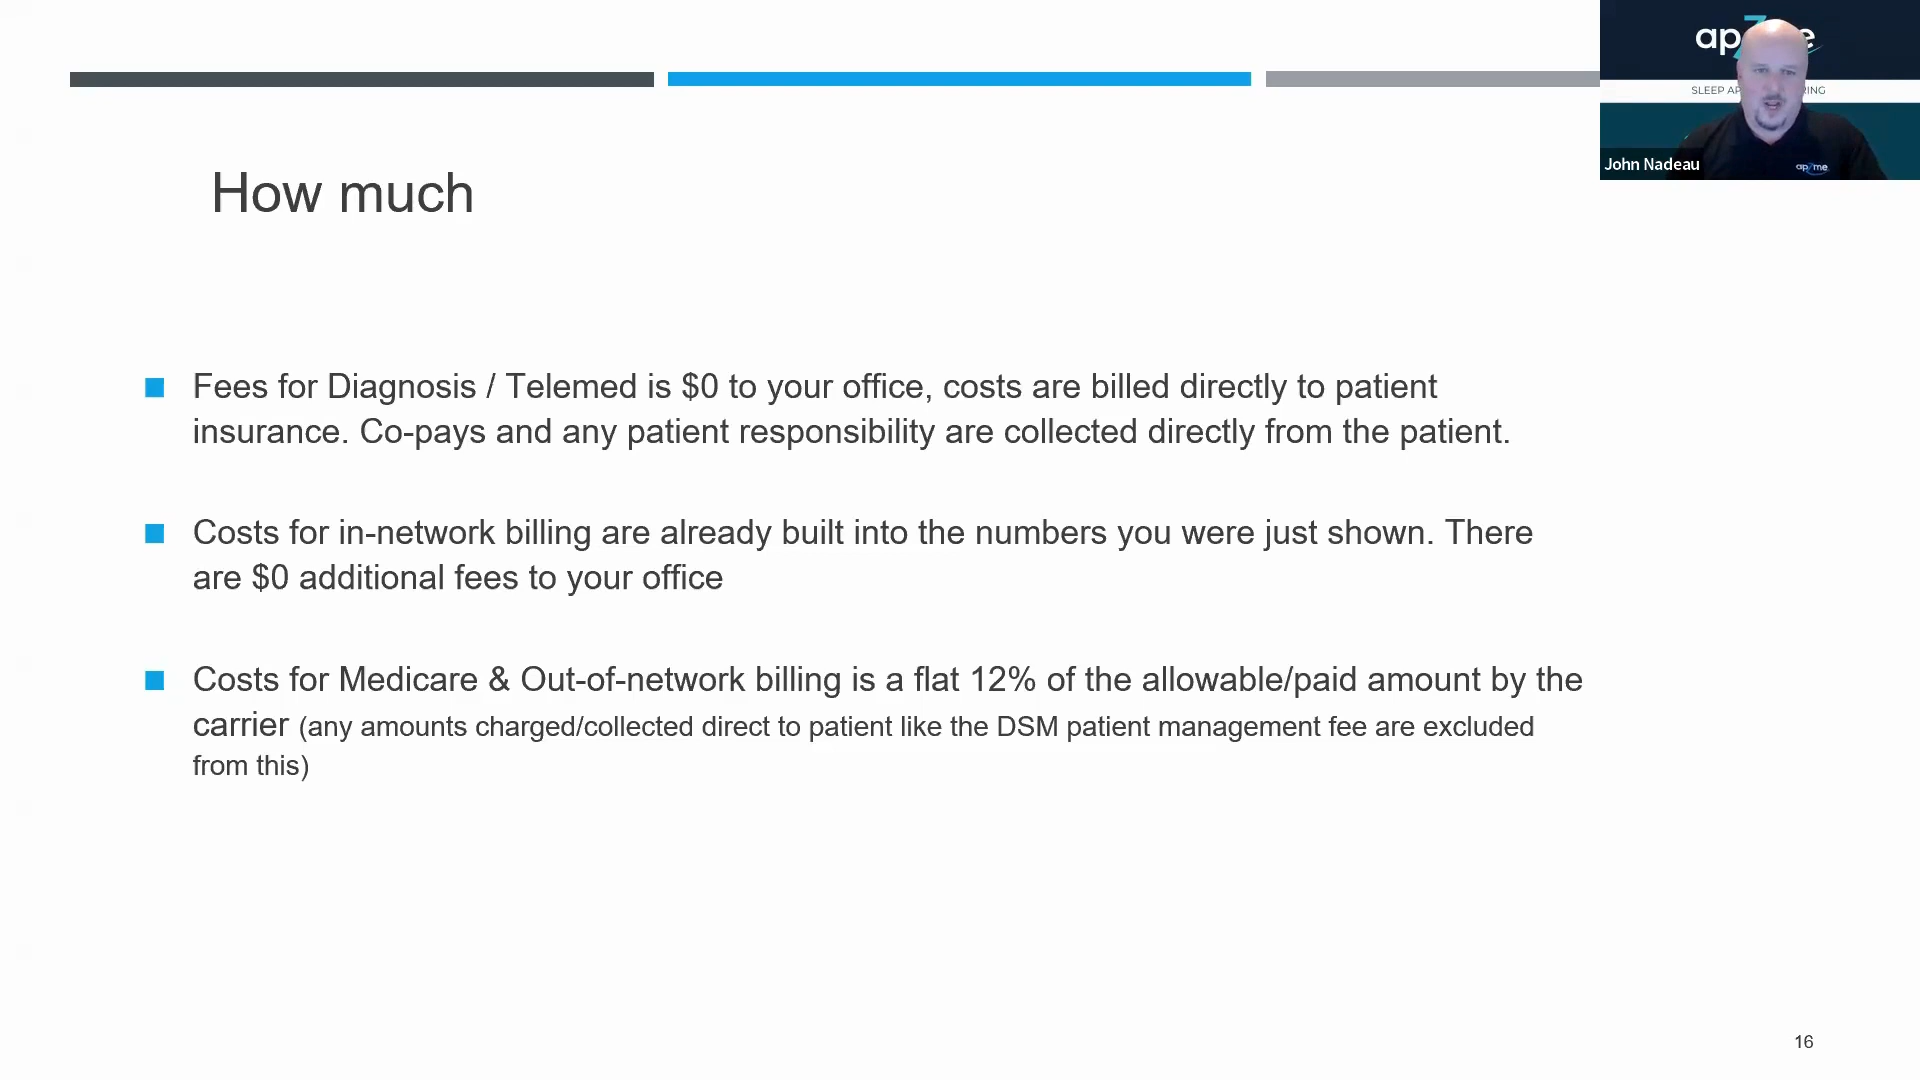 How much
Fees for Diagnosis / Telemed is $0 to your office, costs are billed directly to patient
insurance. Co-pays and any patient responsibility are collected directly from the patient.
Costs for in-network billing are already built into the numbers you were just shown. There
are $0 additional fees to your office
Costs for Medicare & Out-of-network billing is a flat 12% of the allowable/paid amount by the
carrier (any amounts charged/collected direct to patient like the DSM patient management fee are excluded
from this)
16
SLEEP
John Nadeau